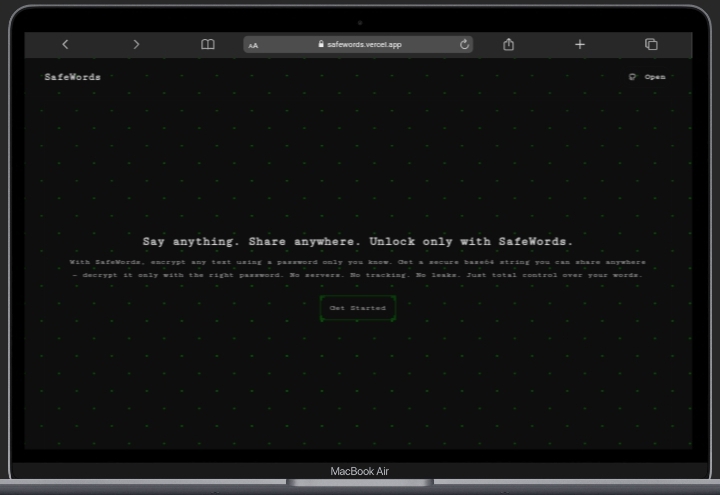 AA safewords.vercel.app
SafeWords
Open
Say anything. Share anywhere. Unlock only with SafeWords.
With SafeWords, encrypt any text using a password only you know. Get a secure base64 string you can share anywhere
— decrypt it only with the right password. No servers. No tracking. No leaks. Just total control over your words.
Get Started
MacBook Air